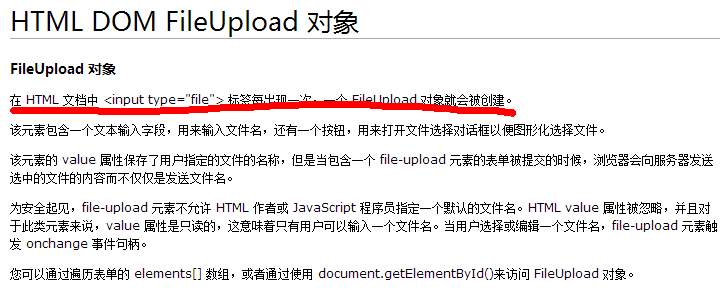 HTML DOM FileUpload 对象
FileUpload 对象
在 HTML 文档中 <input type="file"> 标签每出现一次，一个 FileUpload 对象就会被创建。
该元素包含一个文本输入字段，用来输入文件名，还有一个按钮，用来打开文件选择对话框以便图形化选择文件。
该元素的 value 属性保存了用户指定的文件的名称，但是当包含一个 file-upload 元素的表单被提交的时候，浏览器会向服务器发送
选中的文件的内容而不仅仅是发送文件名。
为安全起见，file-upload 元素不允许 HTML 作者或 JavaScript 程序员指定一个默认的文件名。HTML value 属性被忽略，并且对
于此类元素来说，value 属性是只读的，这意味着只有用户可以输入一个文件名。当用户选择或编辑一个文件名，file-upload 元素触
发 onchange 事件句柄。
您可以通过遍历表单的 elements[] 数组，或者通过使用 document.getElementById()来访问 FileUpload 对象。